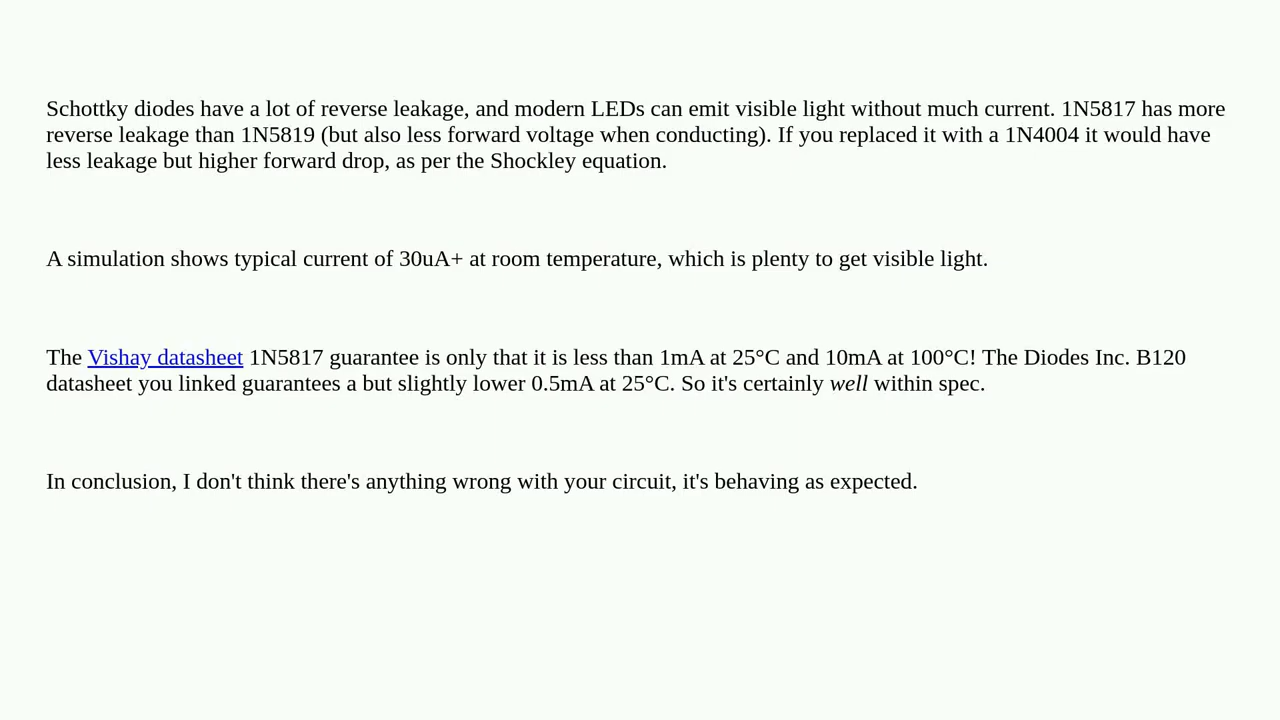 Schottky diodes have a lot of reverse leakage, and modern LEDs can emit visible light without much current. 1N5817 has more
reverse leakage than 1N5819 (but also less forward voltage when conducting). If you replaced it with a 1N4004 it would have
less leakage but higher forward drop, as per the Shockley equation.
A simulation shows typical current of 30uA+ at room temperature, which is plenty to get visible light.
The Vishay datasheet 1N5817 guarantee is only that it is less than 1mA at 25°C and 10mA at 100°C! The Diodes Inc. B120
datasheet you linked guarantees a but slightly lower 0.5mA at 25°C. So it's certainly well within spec.
In conclusion, I don't think there's anything wrong with your circuit, it's behaving as expected.